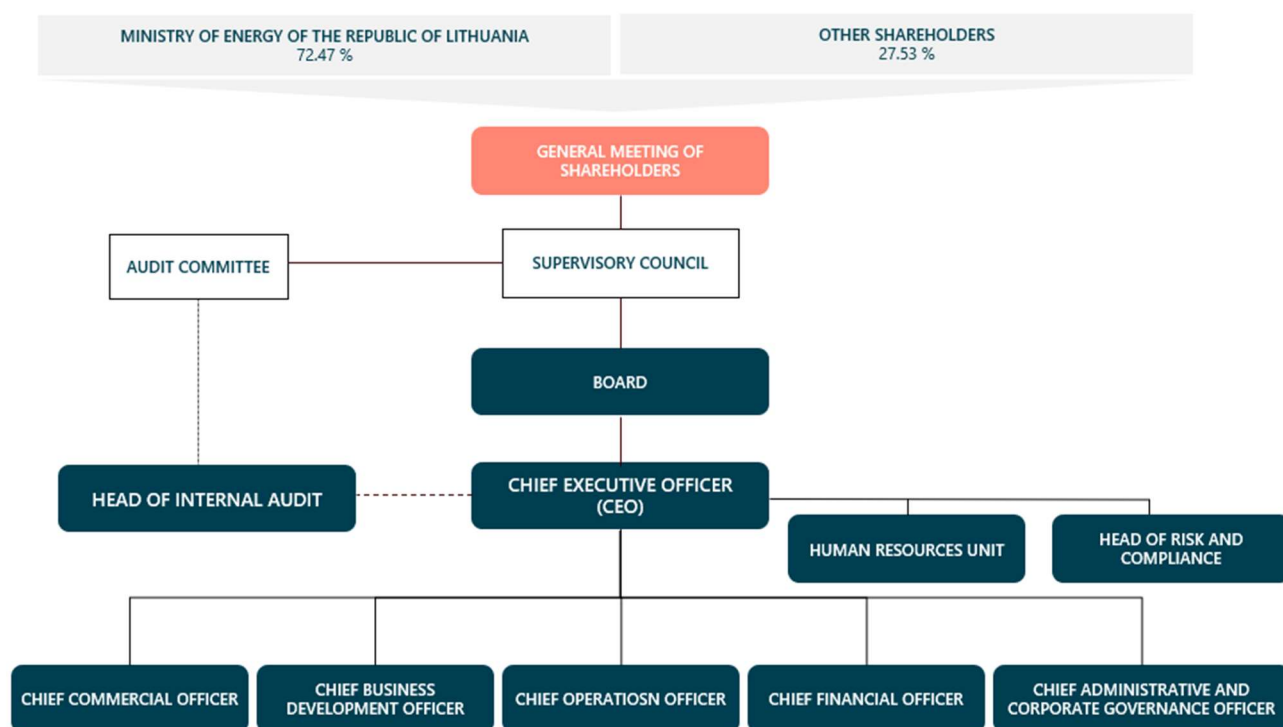 MINISTRY OF ENERGY OF THE REPUBLIC OF LITHUANIA
72.47 %
OTHER SHAREHOLDERS
27.53 %
GENERAL MEETING OF
SHAREHOLDERS
AUDIT COMMITTEE
SUPERVISORY COUNCIL
BOARD
HEAD OF INTERNAL AUDIT
CHIEF EXECUTIVE OFFICER
(CEO)
HUMAN RESOURCES UNIT
HEAD OF RISK AND
COMPLIANCE
CHIEF COMMERCIAL OFFICER
CHIEF BUSINESS
DEVELOPMENT OFFICER
CHIEF OPERATIOSN OFFICER
CHIEF FINANCIAL OFFICER
CHIEF ADMINISTRATIVE AND
CORPORATE GOVERNANCE OFFICER